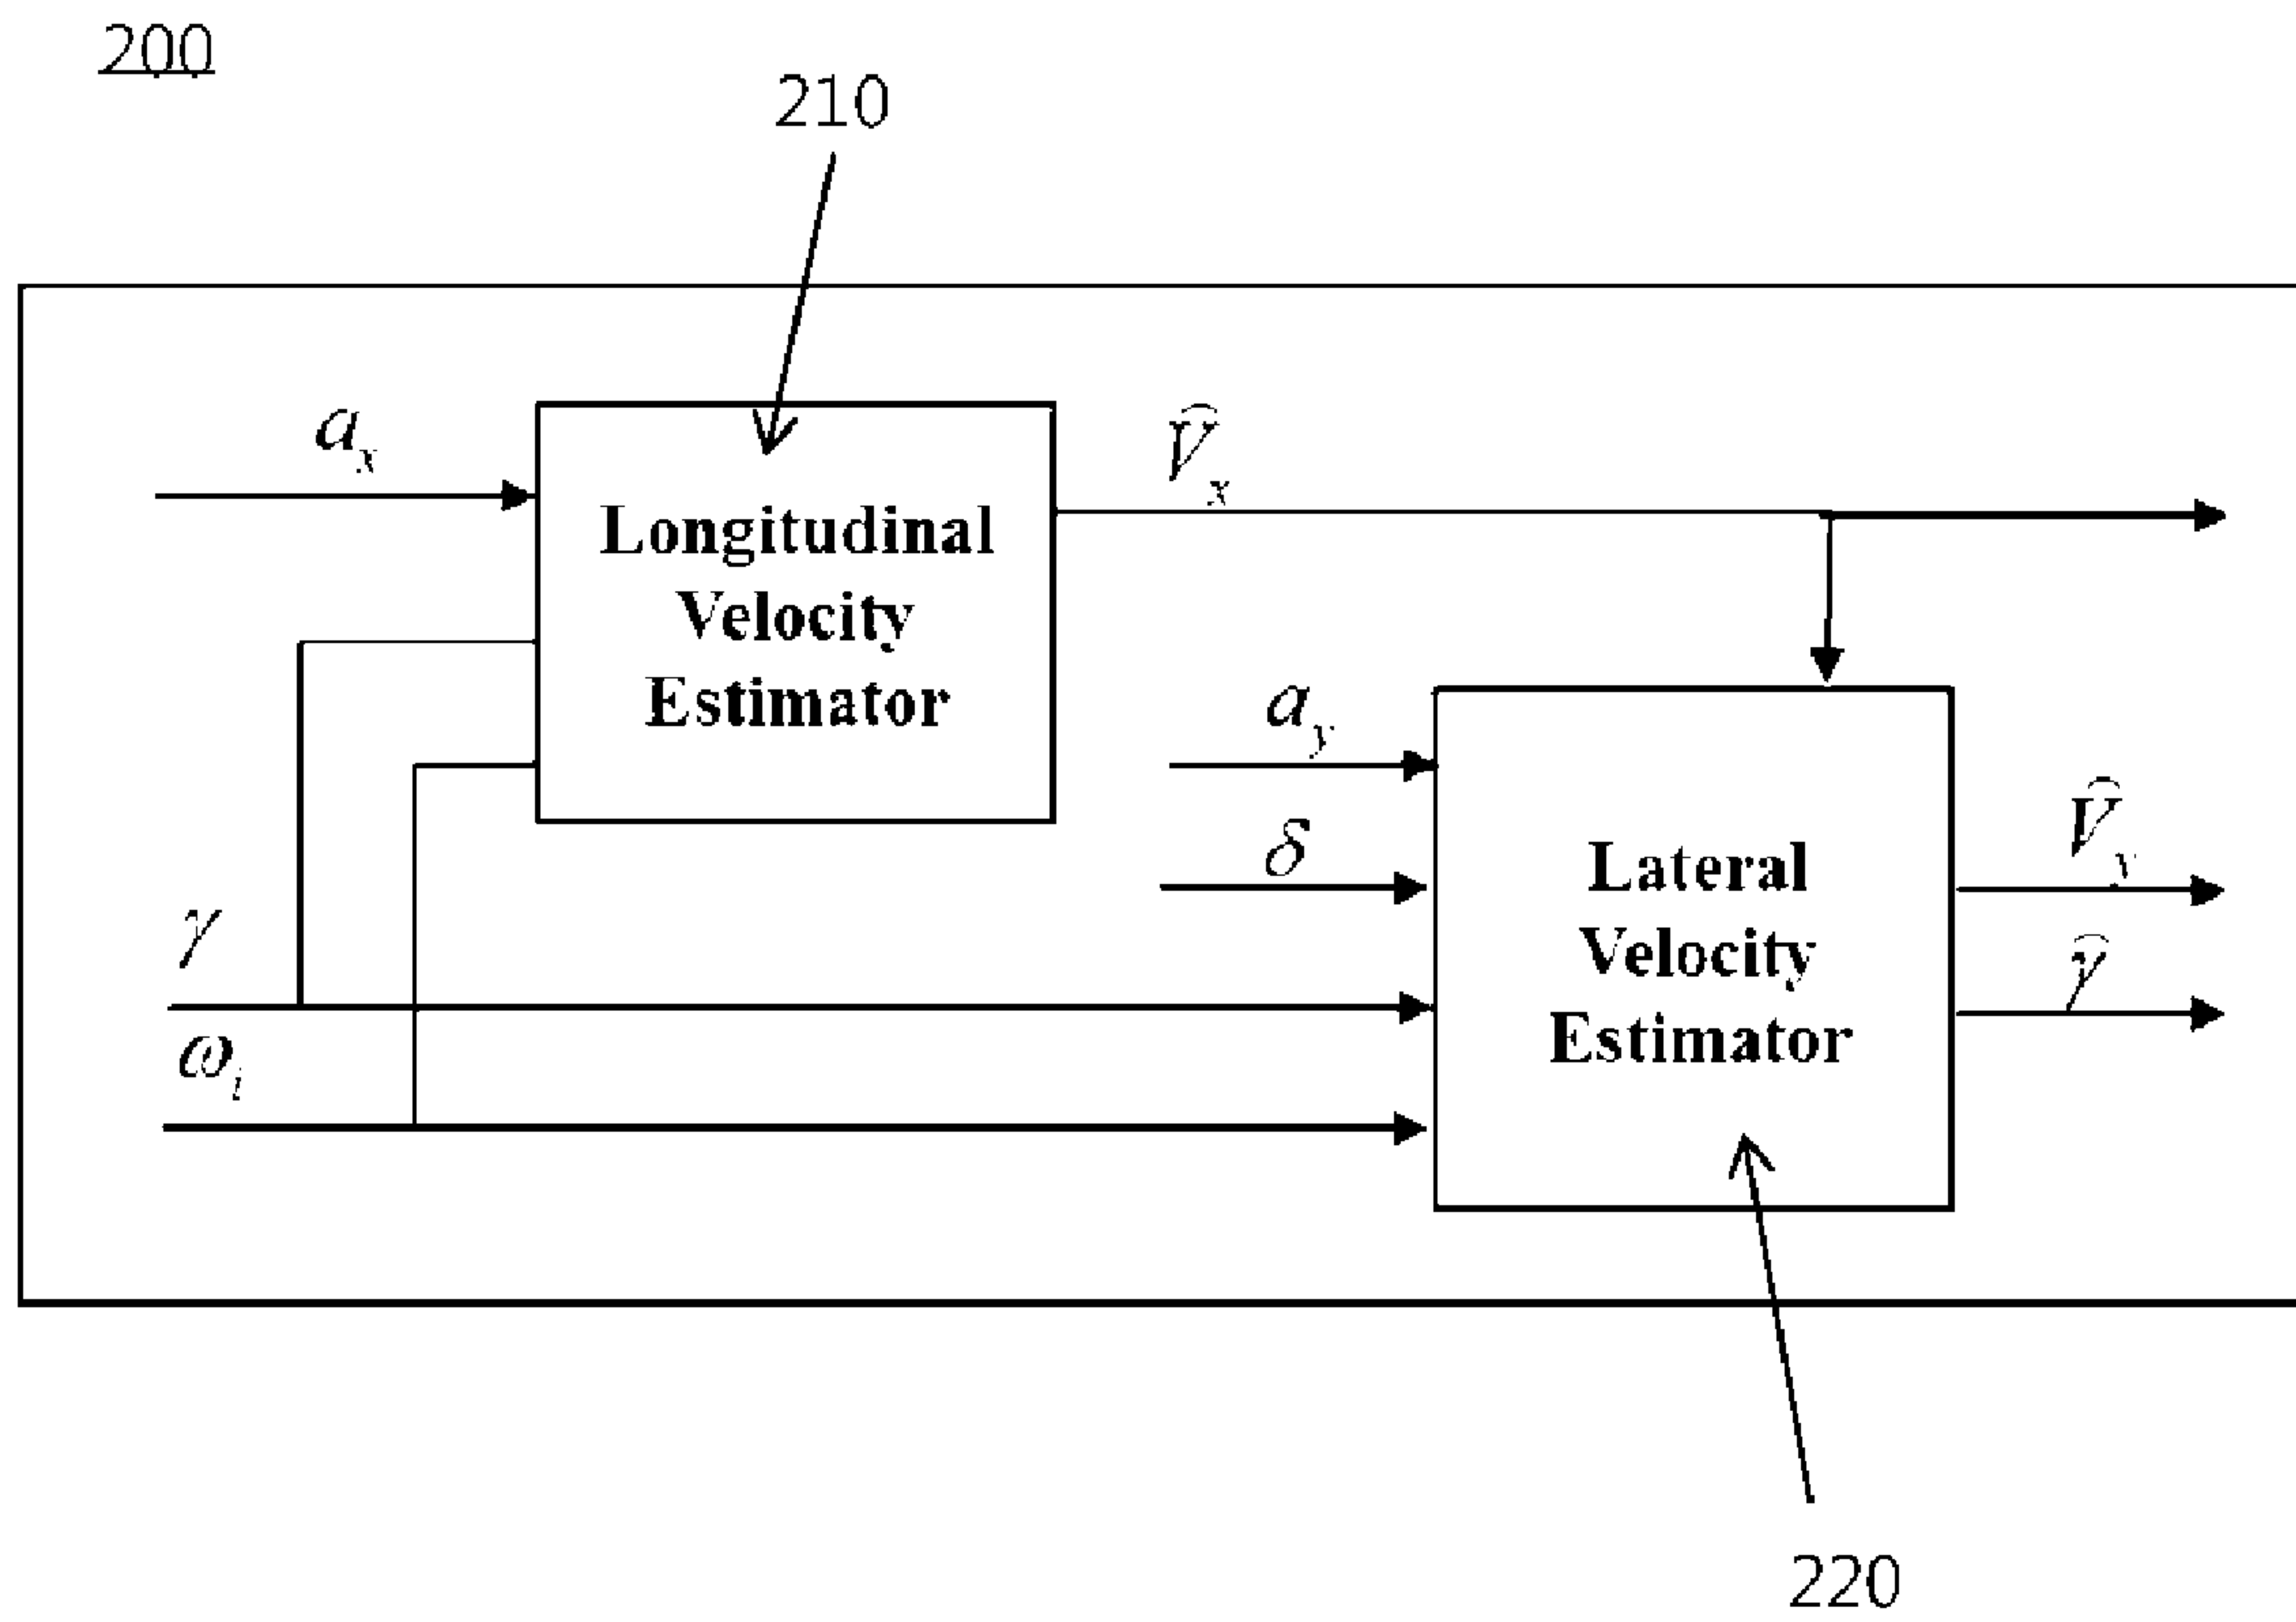 200
210
a_x
V̂_x
Longitudinal
Velocity
Estimator
a_y
δ
V̂_y
γ
ω_i
Lateral
Velocity
Estimator
γ̂
220